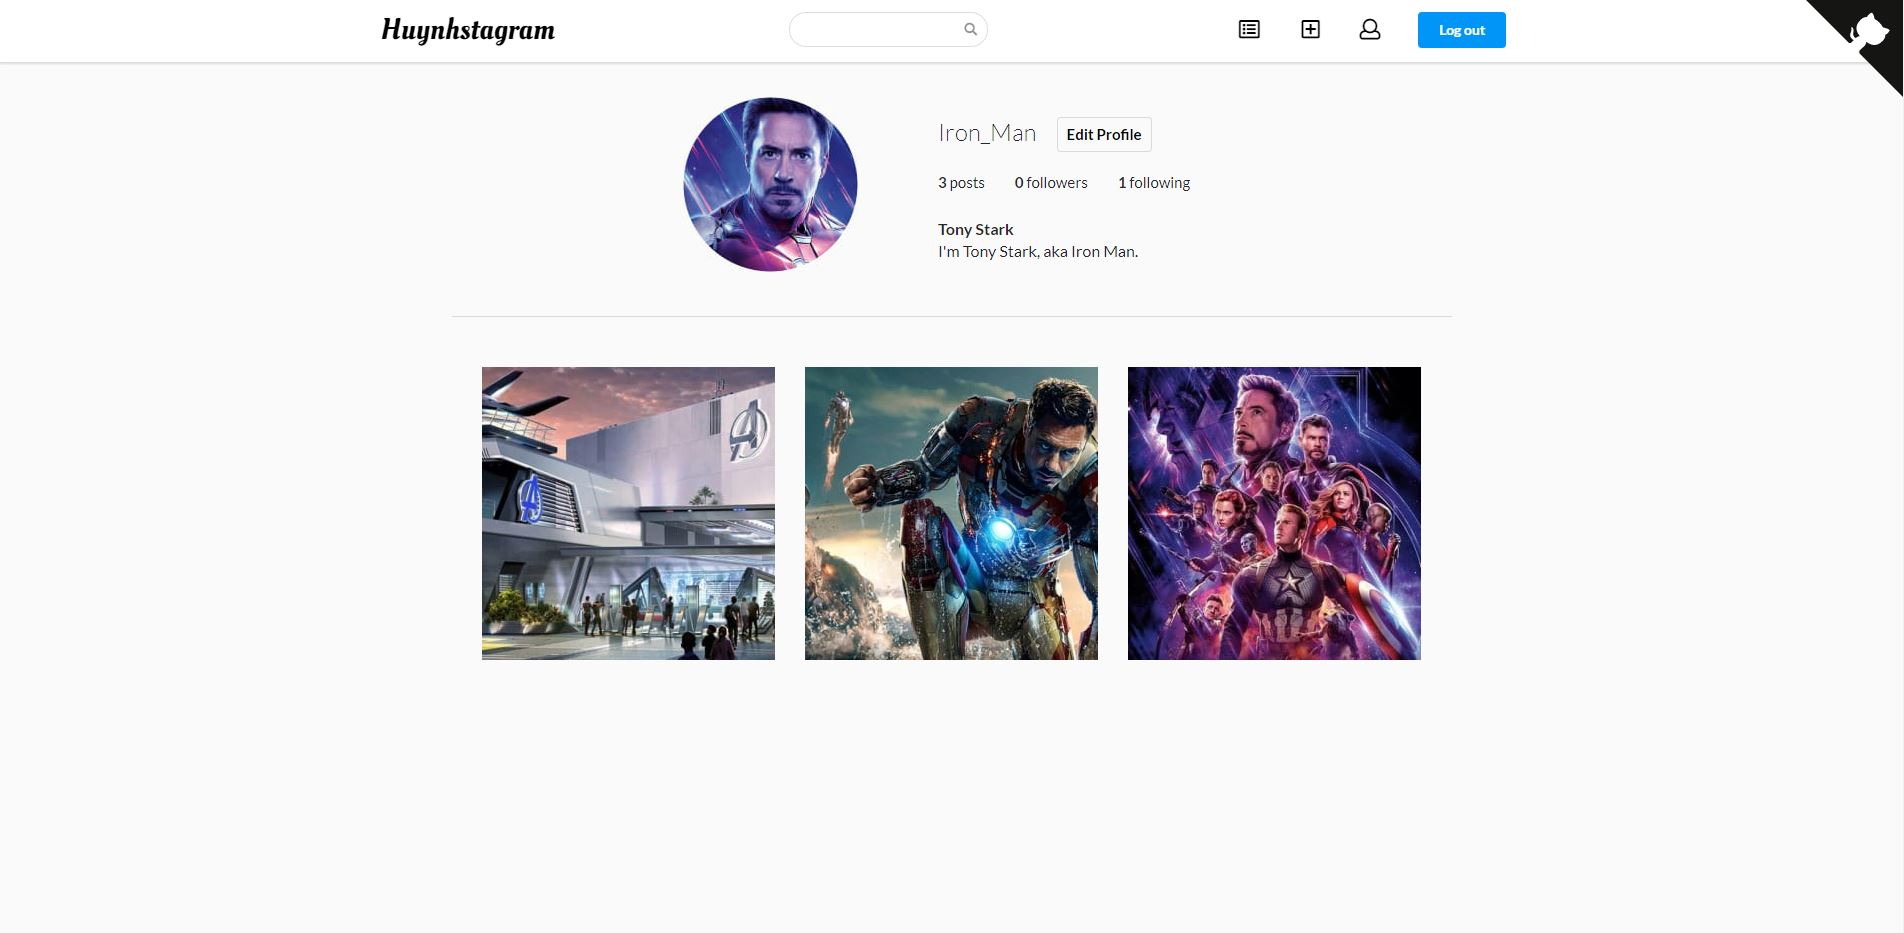 Huynhstagram
Log out
Iron_Man
Edit Profile
3 posts 0 followers 1 following
Tony Stark
I'm Tony Stark, aka Iron Man.